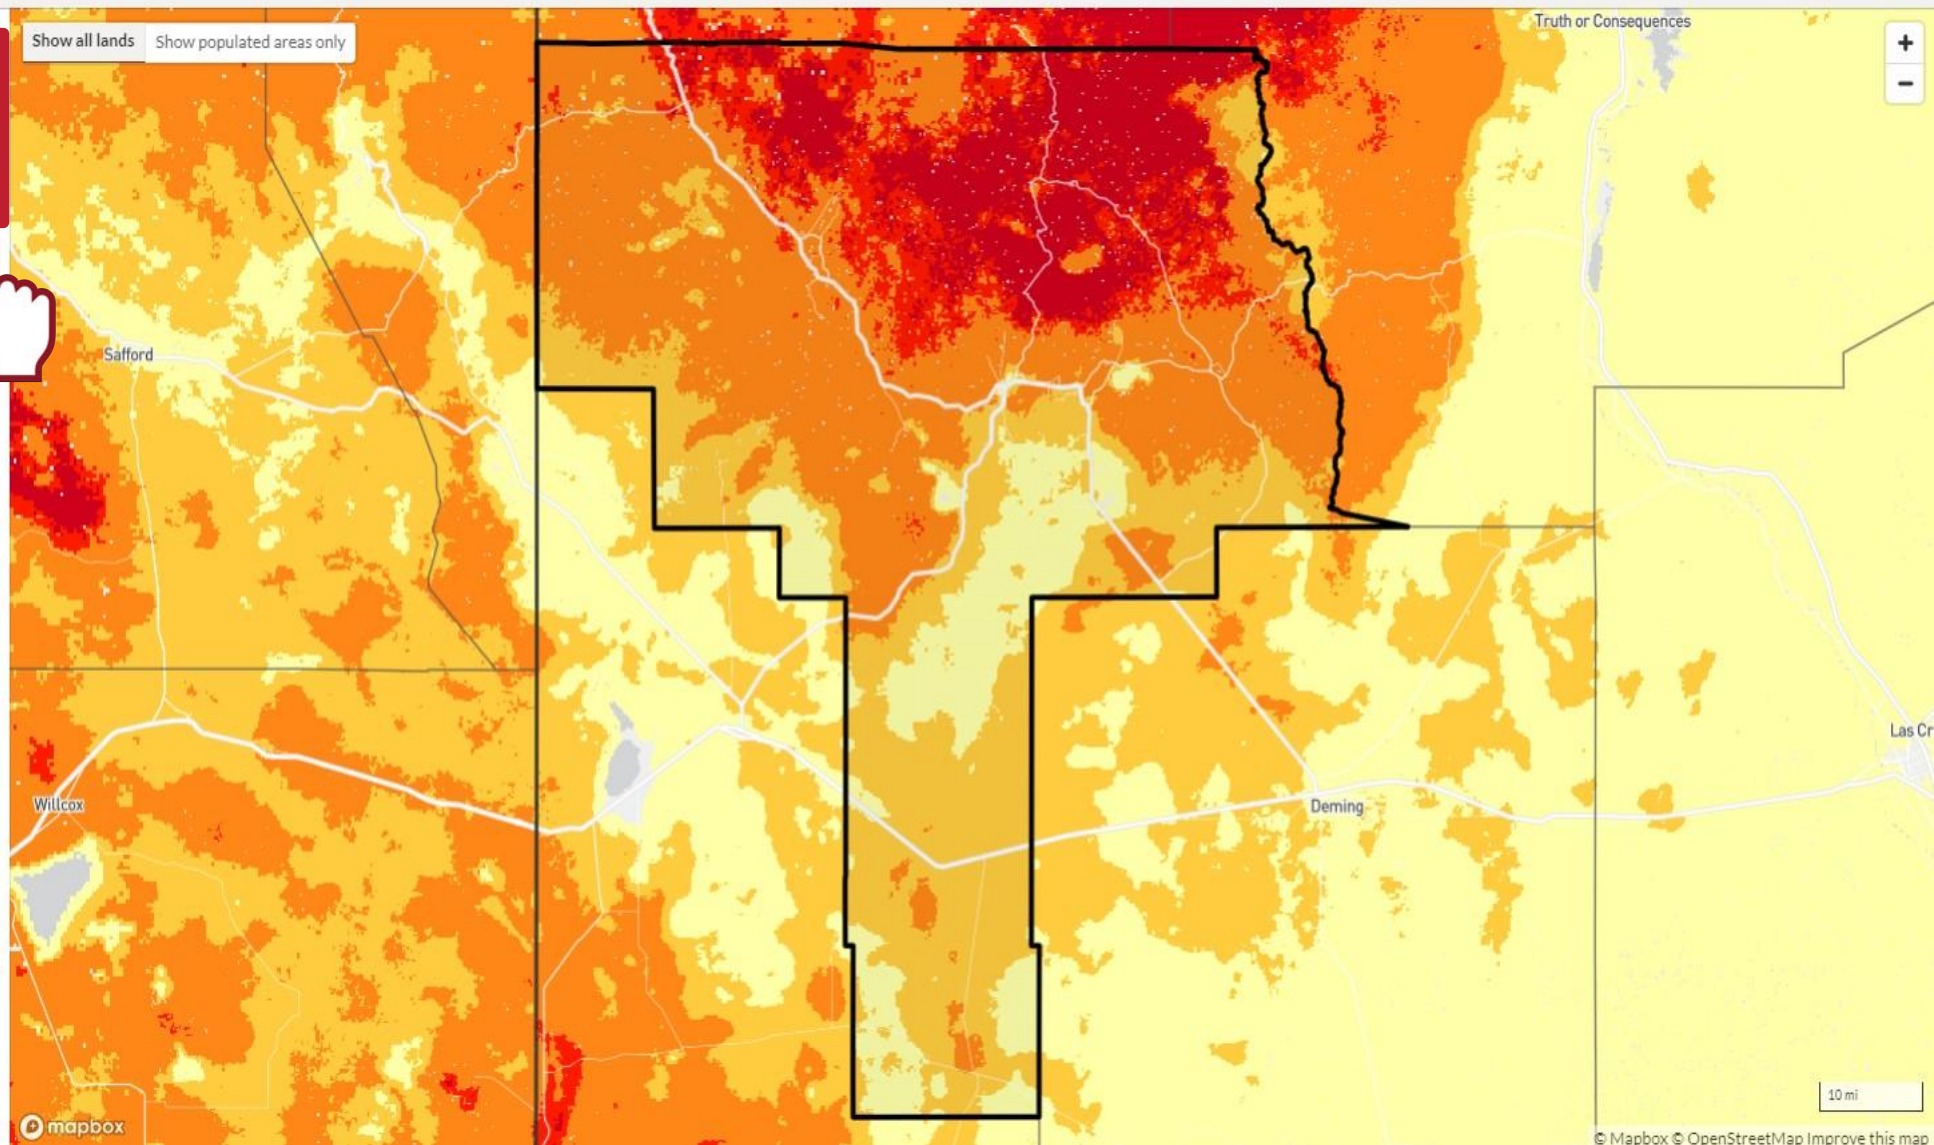 Truth or Consequences
Show all lands
Show populated areas only
+
−
Safford
Las Cr
Willcox
Deming
10 mi
mapbox
© Mapbox © OpenStreetMap Improve this map